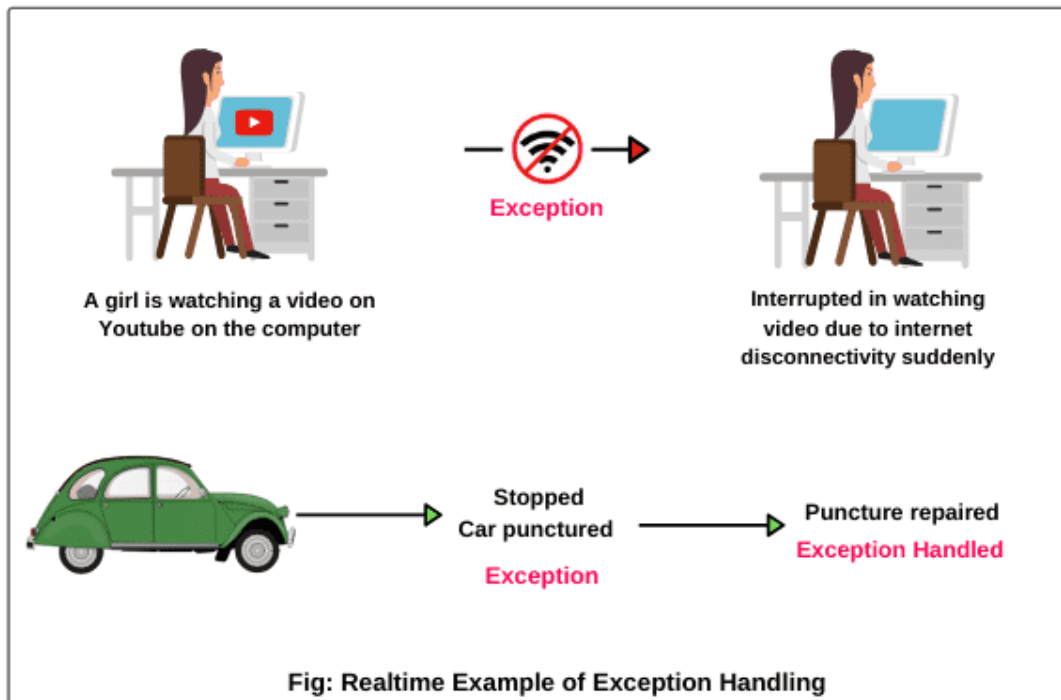 Exception
A girl is watching a video on
Youtube on the computer
Interrupted in watching
video due to internet
disconnectivity suddenly
Stopped
Car punctured
Exception
Puncture repaired
Exception Handled
Fig: Realtime Example of Exception Handling